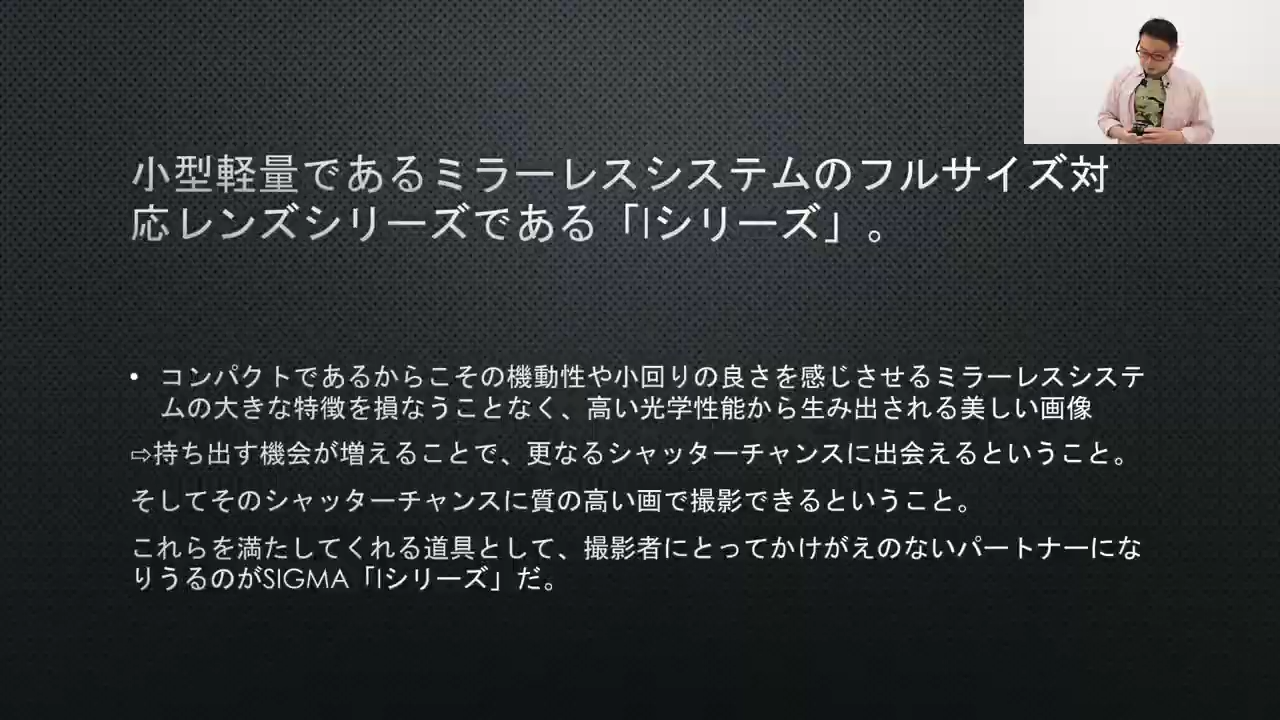 小型軽量であるミラーレスシステムのフルサイズ対
応レンズシリーズである「Iシリーズ」。
• コンパクトであるからこその機動性や小回りの良さを感じさせるミラーレスシステ
ムの大きな特徴を損なうことなく、高い光学性能から生み出される美しい画像
⇨持ち出す機会が増えることで、更なるシャッターチャンスに出会えるということ。
そしてそのシャッターチャンスに質の高い画で撮影できるということ。
これらを満たしてくれる道具として、撮影者にとってかけがえのないパートナーにな
りうるのがSIGMA「Iシリーズ」だ。